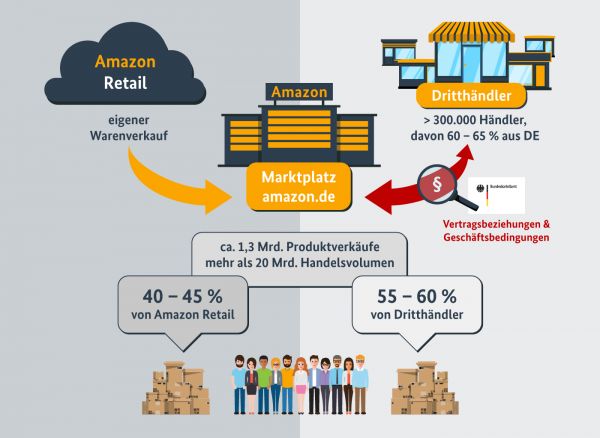 Amazon
Retail
eigener
Warenverkauf
Amazon
Marktplatz
amazon.de
Dritthändler
> 300.000 Händler,
davon 60 – 65 % aus DE
§
Bundeskartellamt
Vertragsbeziehungen &
Geschäftsbedingungen
ca. 1,3 Mrd. Produktverkäufe
mehr als 20 Mrd. Handelsvolumen
40 – 45 %
von Amazon Retail
55 – 60 %
von Dritthändler